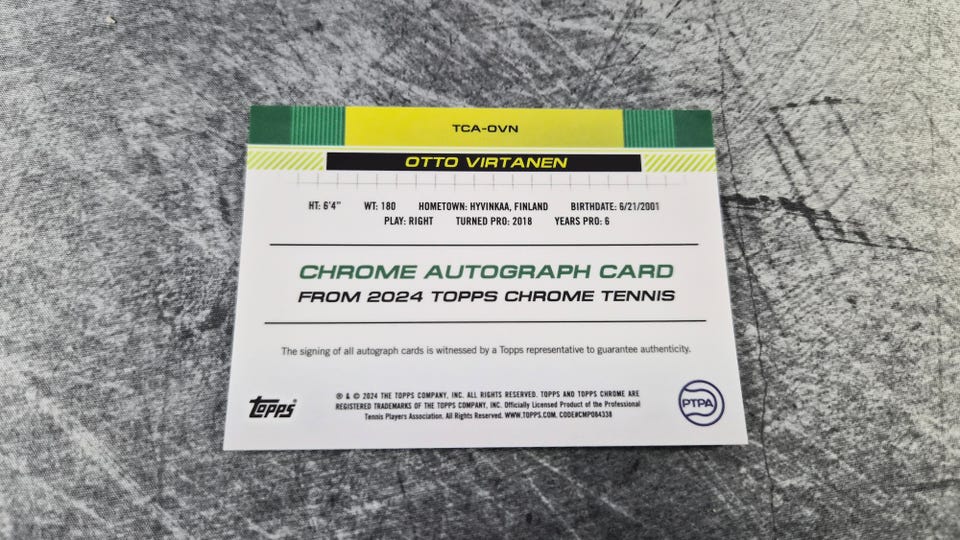 TCA-OVN
OTTO VIRTANEN
HT: 6'4" WT: 180 HOMETOWN: HYVINKAA, FINLAND BIRTHDATE: 6/21/2001
PLAY: RIGHT TURNED PRO: 2018 YEARS PRO: 6
CHROME AUTOGRAPH CARD
FROM 2024 TOPPS CHROME TENNIS
The signing of all autograph cards is witnessed by a Topps representative to guarantee authenticity.
topps
® & © 2024 THE TOPPS COMPANY, INC. ALL RIGHTS RESERVED. TOPPS AND TOPPS CHROME ARE
REGISTERED TRADEMARKS OF THE TOPPS COMPANY, INC. Officially Licensed Product of the Professional
Tennis Players Association. All Rights Reserved. WWW.TOPPS.COM. CODE#CMP084338
PTPA